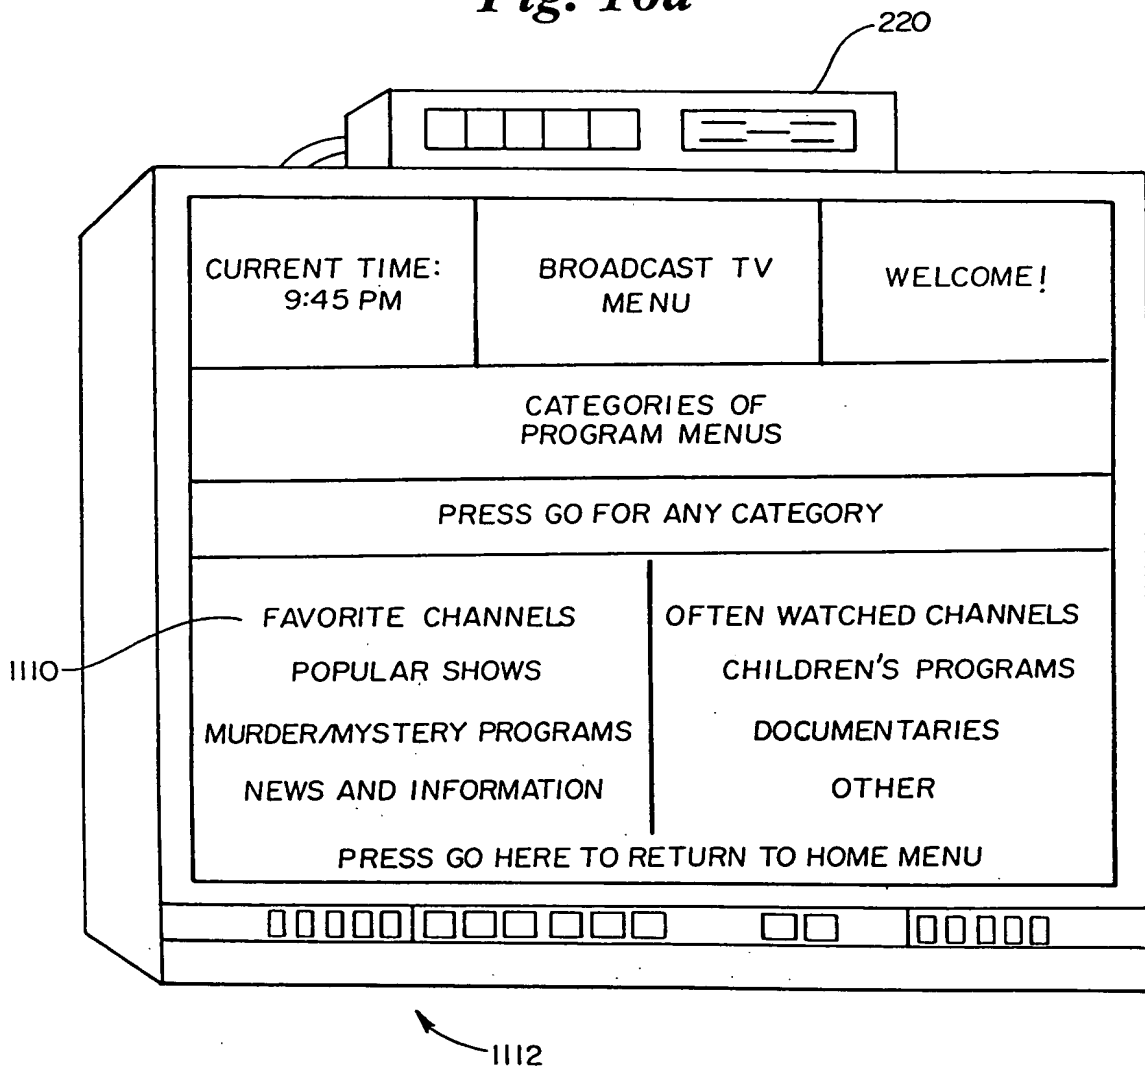 Fig. 10a
220
CURRENT TIME:
9:45 PM
BROADCAST TV
MENU
WELCOME!
CATEGORIES OF
PROGRAM MENUS
PRESS GO FOR ANY CATEGORY
FAVORITE CHANNELS
OFTEN WATCHED CHANNELS
1110
POPULAR SHOWS
CHILDREN'S PROGRAMS
MURDER/MYSTERY PROGRAMS
DOCUMENTARIES
NEWS AND INFORMATION
OTHER
PRESS GO HERE TO RETURN TO HOME MENU
1112